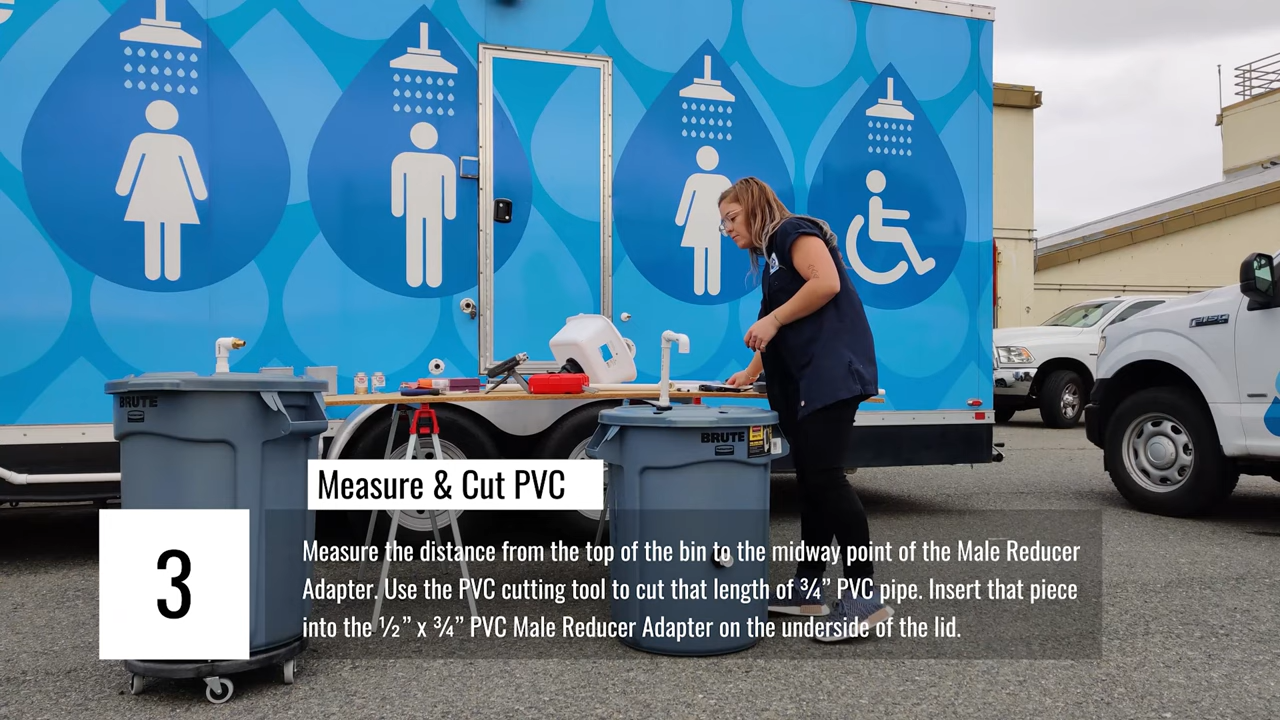 BRUTE
BRUTE
F150
Measure & Cut PVC
3
Measure the distance from the top of the bin to the midway point of the Male Reducer
Adapter. Use the PVC cutting tool to cut that length of ¾” PVC pipe. Insert that piece
into the ½” x ¾” PVC Male Reducer Adapter on the underside of the lid.